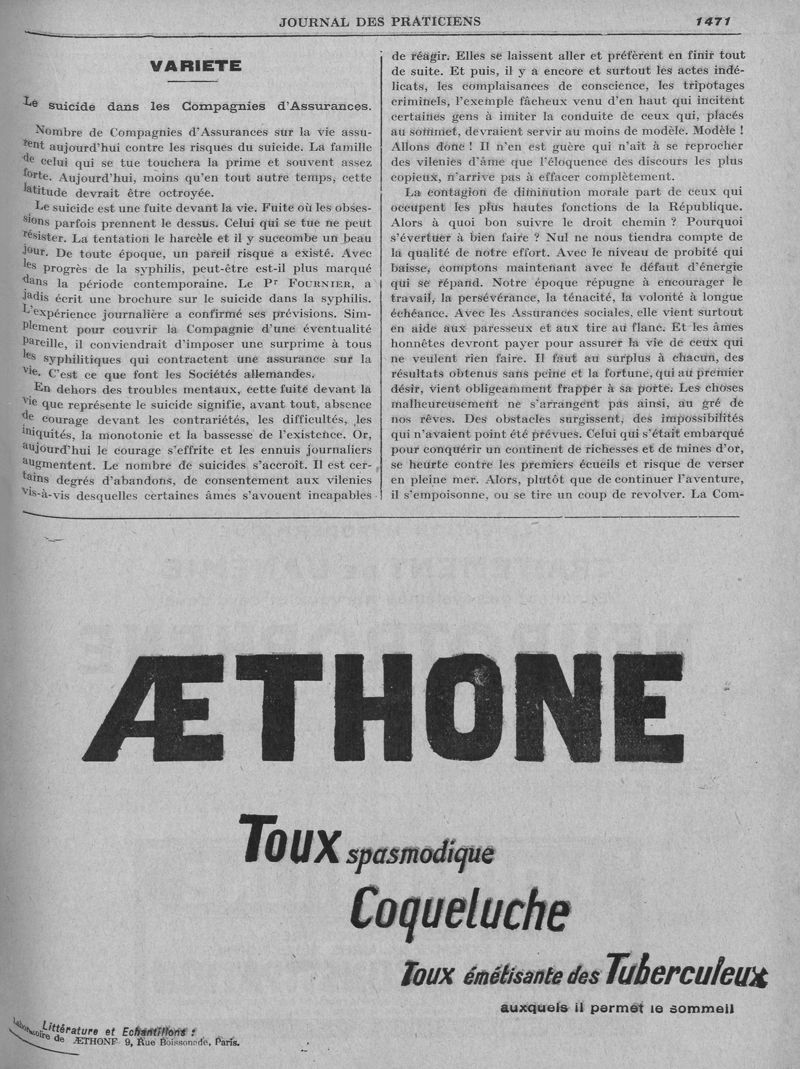 JOURNAL DES PRATICIENS 1471
VARIETE
Le suicide dans les Compagnies d'Assurances.
Nombre de Compagnies d'Assurances sur la vie assu-
rent aujourd'hui contre les risques du suicide. La famille
de celui qui se tue touchera la prime et souvent assez
forte. Aujourd'hui, moins qu'en tout autre temps, cette
latitude devrait être octroyée.
Le suicide est une fuite devant la vie. Fuite où les obses-
sions parfois prennent le dessus. Celui qui se tue ne peut
résister. La tentation le harcèle et il y succombe un beau
jour. De toute époque, un pareil risque a existé. Avec
les progrès de la syphilis, peut-être est-il plus marqué
dans la période contemporaine. Le Pr FOURNIER, a
jadis écrit une brochure sur le suicide dans la syphilis.
L'expérience journalière a confirmé ses prévisions. Sim-
plement pour couvrir la Compagnie d'une éventualité
pareille, il conviendrait d'imposer une surprime à tous
les syphilitiques qui contractent une assurance sur la
vie. C'est ce que font les Sociétés allemandes.
En dehors des troubles mentaux, cette fuite devant la
vie que représente le suicide signifie, avant tout, absence
de courage devant les contrariétés, les difficultés, les
iniquités, la monotonie et la bassesse de l'existence. Or,
aujourd'hui le courage s'effrite et les ennuis journaliers
augmentent. Le nombre de suicides s'accroît. Il est cer-
tains degrés d'abandons, de consentement aux vilenies
vis-à-vis desquelles certaines âmes s'avouent incapables
de réagir. Elles se laissent aller et préfèrent en finir tout
de suite. Et puis, il y a encore et surtout les actes indé-
licats, les complaisances de conscience, les tripotages
criminels, l'exemple fâcheux venu d'en haut qui incitent
certaines gens à imiter la conduite de ceux qui, placés
au sommet, devraient servir au moins de modèle. Modèle !
Allons donc ! Il n'en est guère qui n'ait à se reprocher
des vilenies d'âme que l'éloquence des discours les plus
copieux, n'arrive pas à effacer complètement.
La contagion de diminution morale part de ceux qui
occupent les plus hautes fonctions de la République.
Alors à quoi bon suivre le droit chemin ? Pourquoi
s'évertuer à bien faire ? Nul ne nous tiendra compte de
la qualité de notre effort. Avec le niveau de probité qui
baisse, comptons maintenant avec le défaut d'énergie
qui se répand. Notre époque répugne à encourager le
travail, la persévérance, la ténacité, la volonté à longue
échéance. Avec les Assurances sociales, elle vient surtout
en aide aux paresseux et aux tire au flanc. Et les âmes
honnêtes devront payer pour assurer la vie de ceux qui
ne veulent rien faire. Il faut au surplus à chacun, des
résultats obtenus sans peine et la fortune, qui au premier
désir, vient obligeamment frapper à sa porte. Les choses
malheureusement ne s'arrangent pas ainsi, au gré de
nos rêves. Des obstacles surgissent, des impossibilités
qui n'avaient point été prévues. Celui qui s'était embarqué
pour conquérir un continent de richesses et de mines d'or,
se heurte contre les premiers écueils et risque de verser
en pleine mer. Alors, plutôt que de continuer l'aventure,
il s'empoisonne, ou se tire un coup de revolver. La Com-
ÆTHONE
Toux spasmodique
Coqueluche
Toux émétisante des Tuberculeux
auxquels il permet le sommeil
Littérature et Echantillons :
Laboratoire de ÆTHONE 9, Rue Boissonade, Paris.